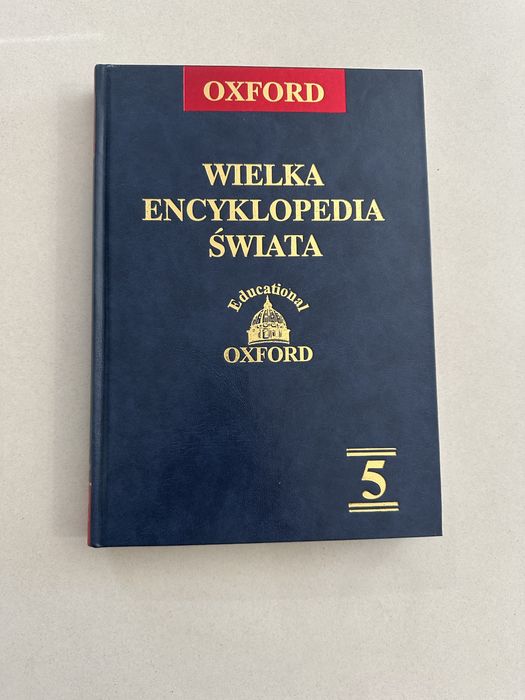 OXFORD
WIELKA
ENCYKLOPEDIA
ŚWIATA
Educational
OXFORD
5